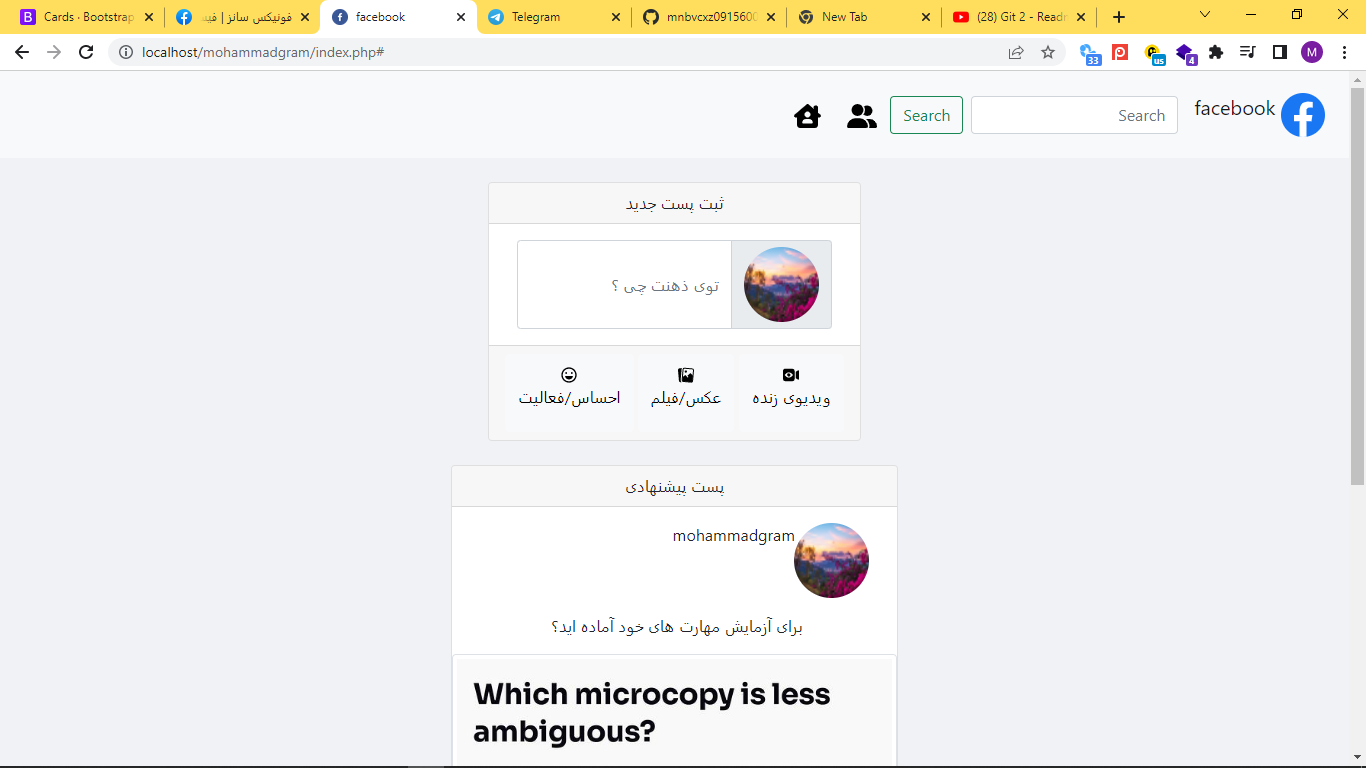 Cards · Bootstrap
فونیکس سانز | فیس
facebook
Telegram
mnbvcxz0915600
New Tab
(28) Git 2 - Readm
localhost/mohammadgram/index.php#
33
us
4
M
facebook
Search
Search
ثبت پست جدید
توی ذهنت چی ؟
ویدیوی زنده
عکس/فیلم
احساس/فعالیت
پست پیشنهادی
mohammadgram
برای آزمایش مهارت های خود آماده اید؟
Which microcopy is less
ambiguous?